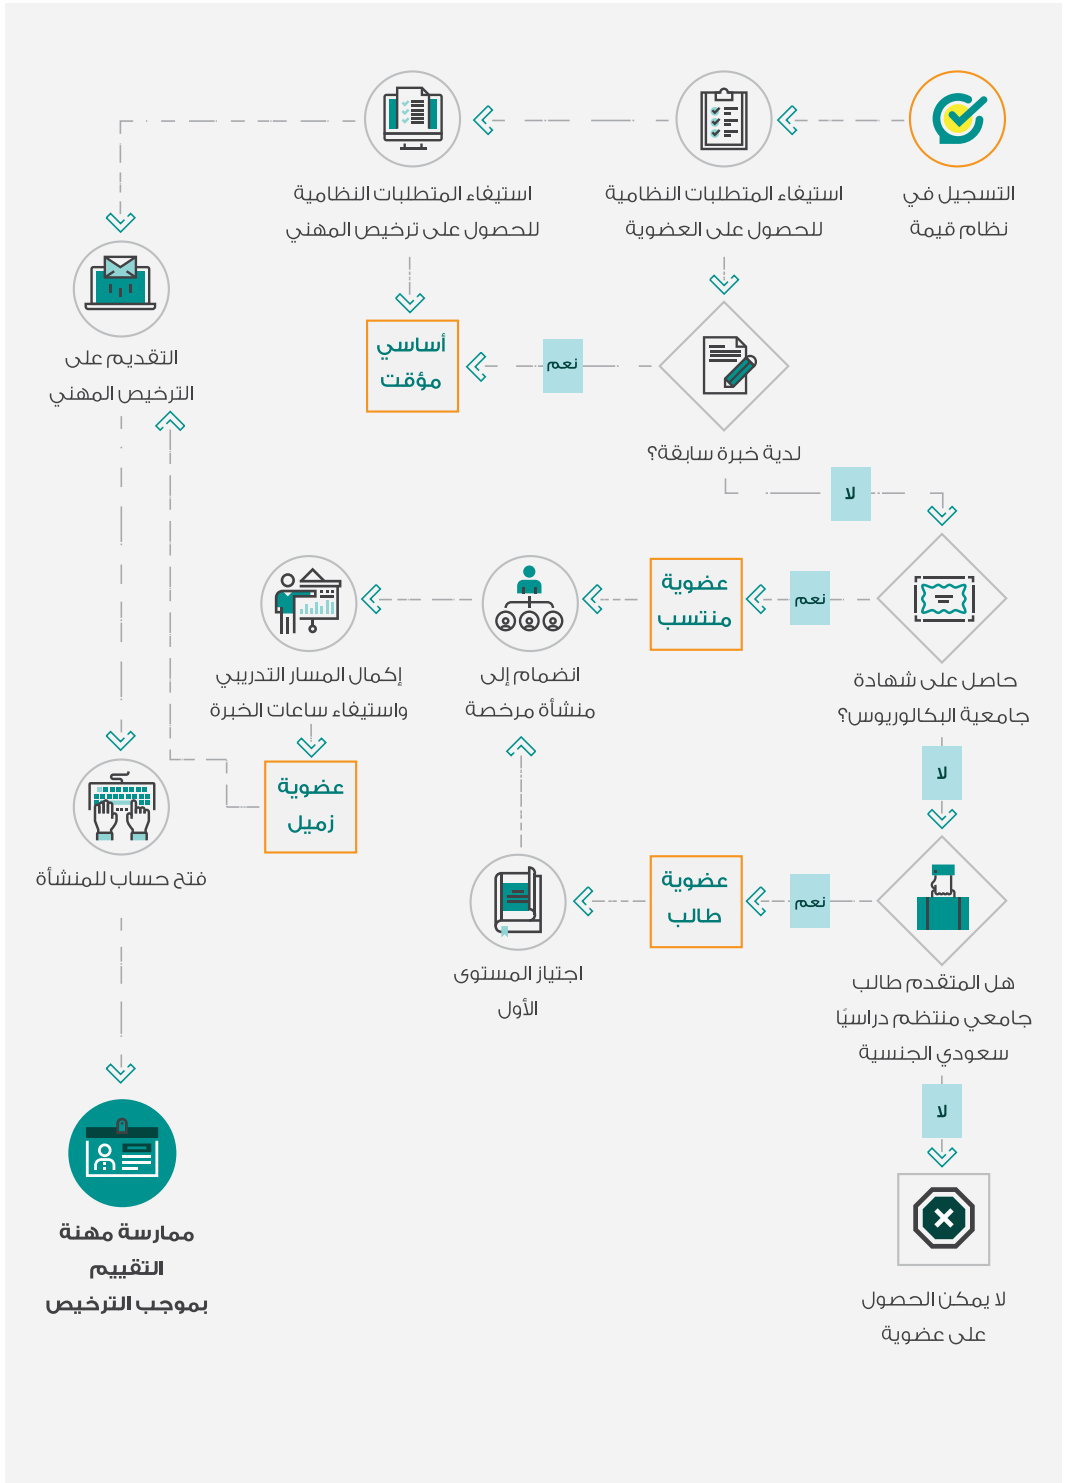 التسجيل في
نظام قيمة
استيفاء المتطلبات النظامية
للحصول على العضوية
استيفاء المتطلبات النظامية
للحصول على ترخيص المهني
التقديم على
الترخيص المهني
أساسي
مؤقت
نعم
لدية خبرة سابقة؟
لا
حاصل على شهادة
جامعية البكالوريوس؟
نعم
عضوية
منتسب
انضمام إلى
منشأة مرخصة
إكمال المسار التدريبي
واستيفاء ساعات الخبرة
عضوية
زميل
فتح حساب للمنشأة
لا
هل المتقدم طالب
جامعي منتظم دراسيًا
سعودي الجنسية
نعم
عضوية
طالب
اجتياز المستوى
الأول
لا
لا يمكن الحصول
على عضوية
ممارسة مهنة
التقييم
بموجب الترخيص